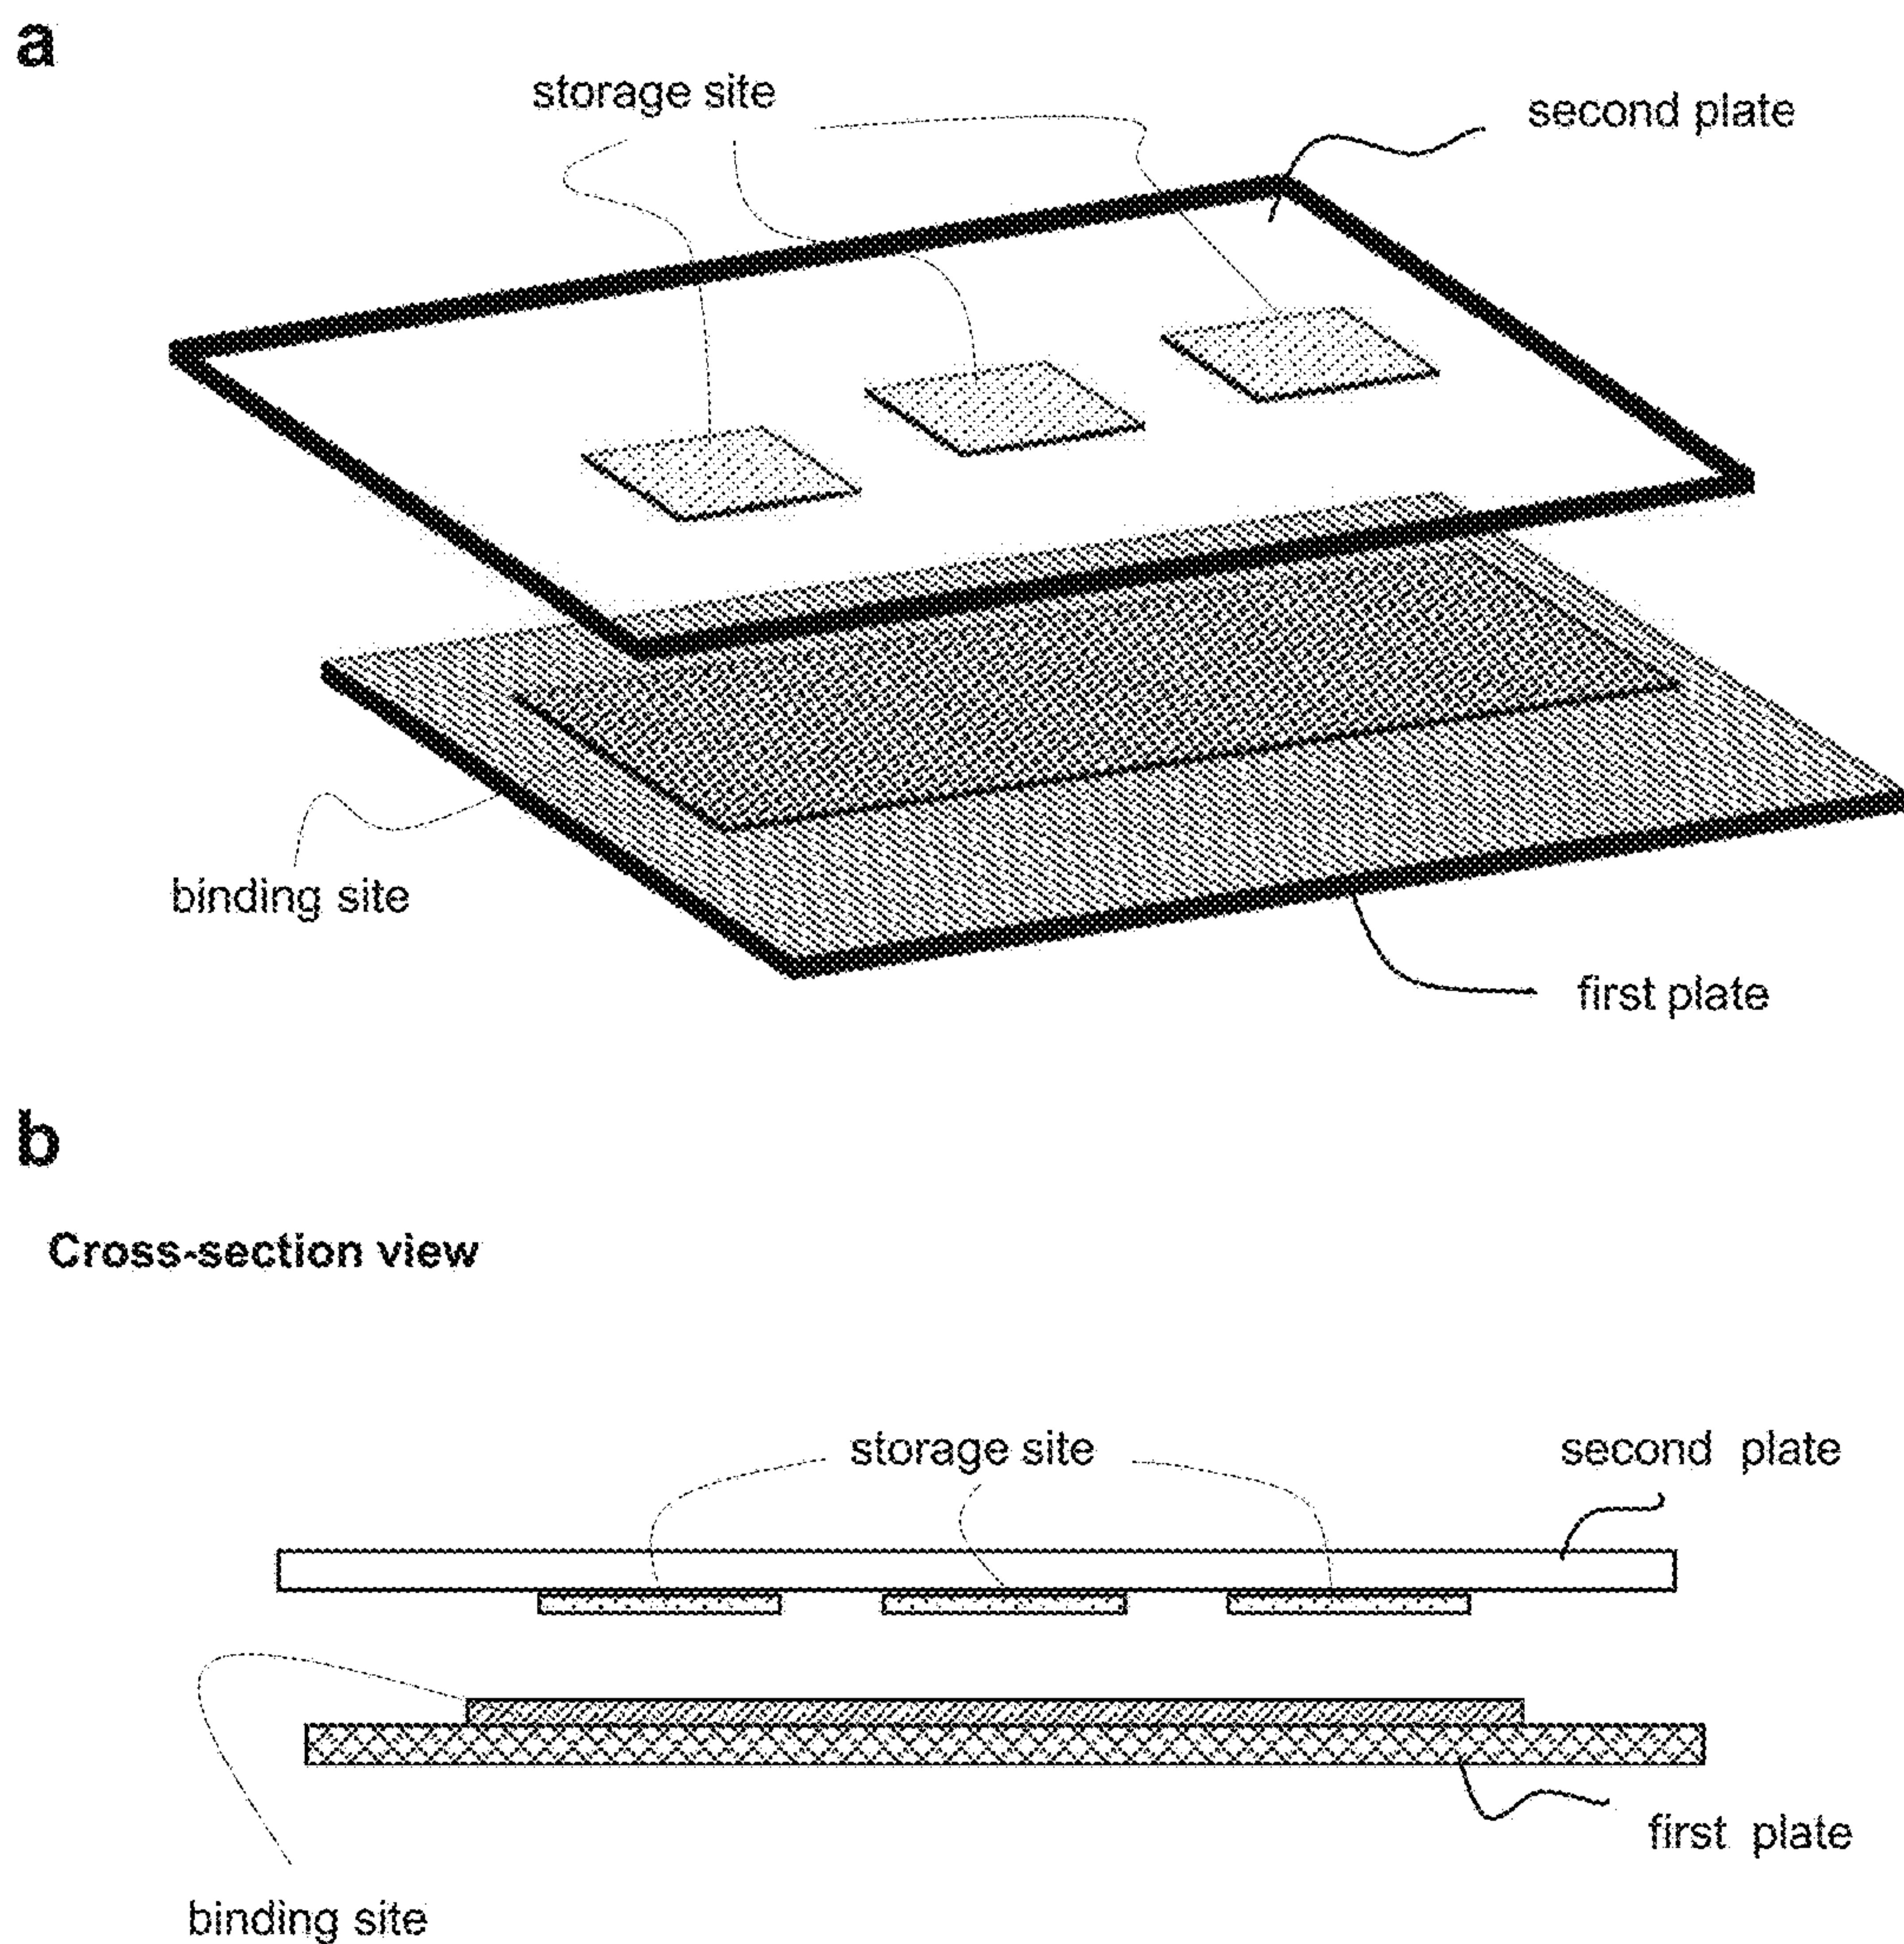 a
storage site
second plate
binding site
first plate
b
Cross-section view
storage site
second plate
first plate
binding site